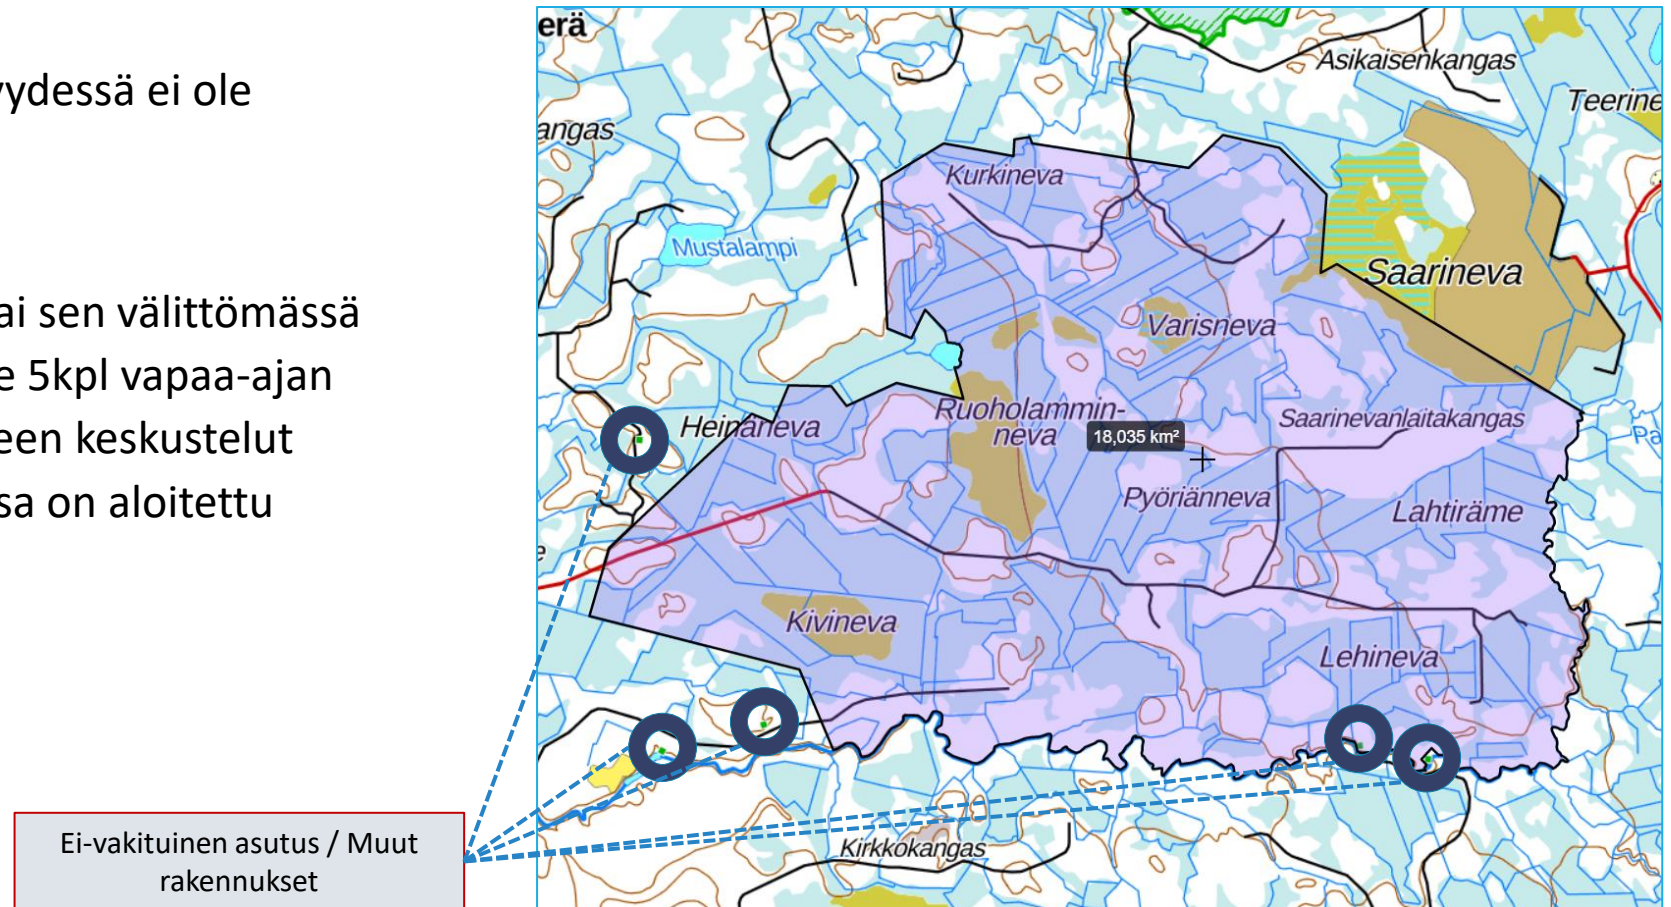 yydessä ei ole
ai sen välittömässä
e 5kpl vapaa-ajan
een keskustelut
sa on aloitettu
Ei-vakituinen asutus / Muut
rakennukset
erä
Asikaisenkangas
Teerine
angas
Kurkineva
Mustalampi
Saarineva
Varisneva
Ruoholammin-
neva
Saarinevanlaitakangas
Heinäneva
18,035 km²
Pa
Pyöriänneva
Lahtiräme
e
Kivineva
Lehineva
Kirkkokangas